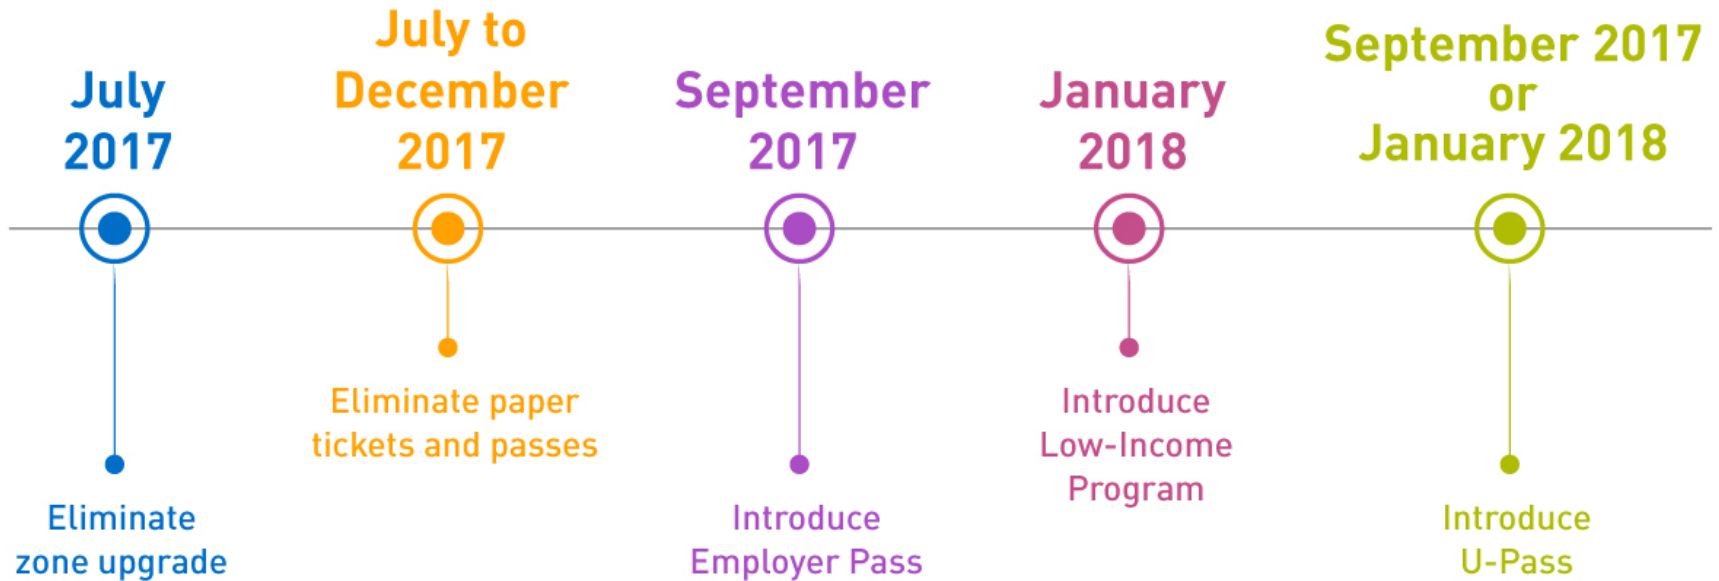 July
2017
Eliminate
zone upgrade
July to
December
2017
Eliminate paper
tickets and passes
September
2017
Introduce
Employer Pass
January
2018
Introduce
Low-Income
Program
September 2017
or
January 2018
Introduce
U-Pass